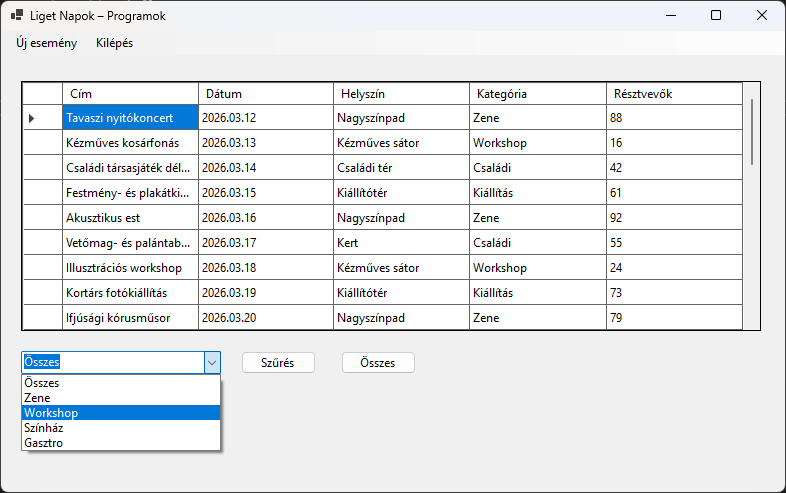 Liget Napok – Programok
Új esemény Kilépés
Cím Dátum Helyszín Kategória Résztvevők
Tavaszi nyitókoncert 2026.03.12 Nagyszínpad Zene 88
Kézműves kosárfonás 2026.03.13 Kézműves sátor Workshop 16
Családi társasjáték dél... 2026.03.14 Családi tér Családi 42
Festmény- és plakátki... 2026.03.15 Kiállítótér Kiállítás 61
Akusztikus est 2026.03.16 Nagyszínpad Zene 92
Vetőmag- és palántab... 2026.03.17 Kert Családi 55
Illusztrációs workshop 2026.03.18 Kézműves sátor Workshop 24
Kortárs fotókiállítás 2026.03.19 Kiállítótér Kiállítás 73
Ifjúsági kórusműsor 2026.03.20 Nagyszínpad Zene 79
Összes Szűrés Összes
Összes
Zene
Workshop
Színház
Gasztro